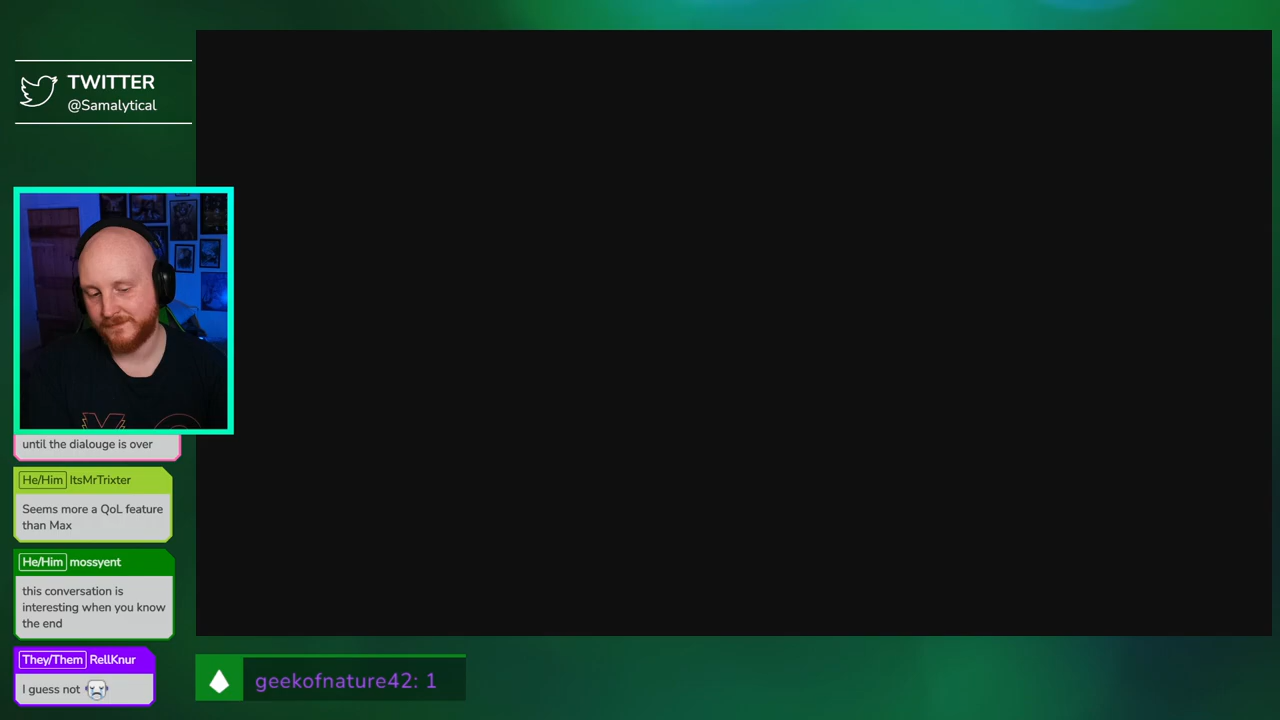 TWITTER
@Samalytical
until the dialouge is over
He/Him ItsMrTrixter
Seems more a QoL feature
than Max
He/Him mossyent
this conversation is
interesting when you know
the end
They/Them RellKnur
I guess not
geekofnature42: 1